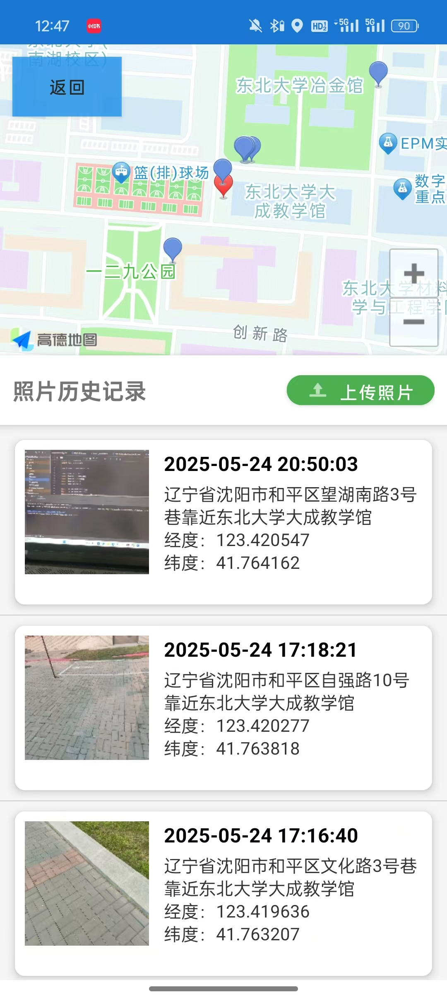 12:47
小红书
HD 1 2
5G
5G
90
南湖校区)
返回
东北大学冶金馆
EPM实
篮(排)球场
数字
重点
东北大学大
成教学馆
一二九公园
+
东北大学材料
学与工程学
创新路
高德地图
照片历史记录
上传照片
2025-05-24 20:50:03
辽宁省沈阳市和平区望湖南路3号
巷靠近东北大学大成教学馆
经度：123.420547
纬度：41.764162
2025-05-24 17:18:21
辽宁省沈阳市和平区自强路10号
靠近东北大学大成教学馆
经度：123.420277
纬度：41.763818
2025-05-24 17:16:40
辽宁省沈阳市和平区文化路3号巷
靠近东北大学大成教学馆
经度：123.419636
纬度：41.763207